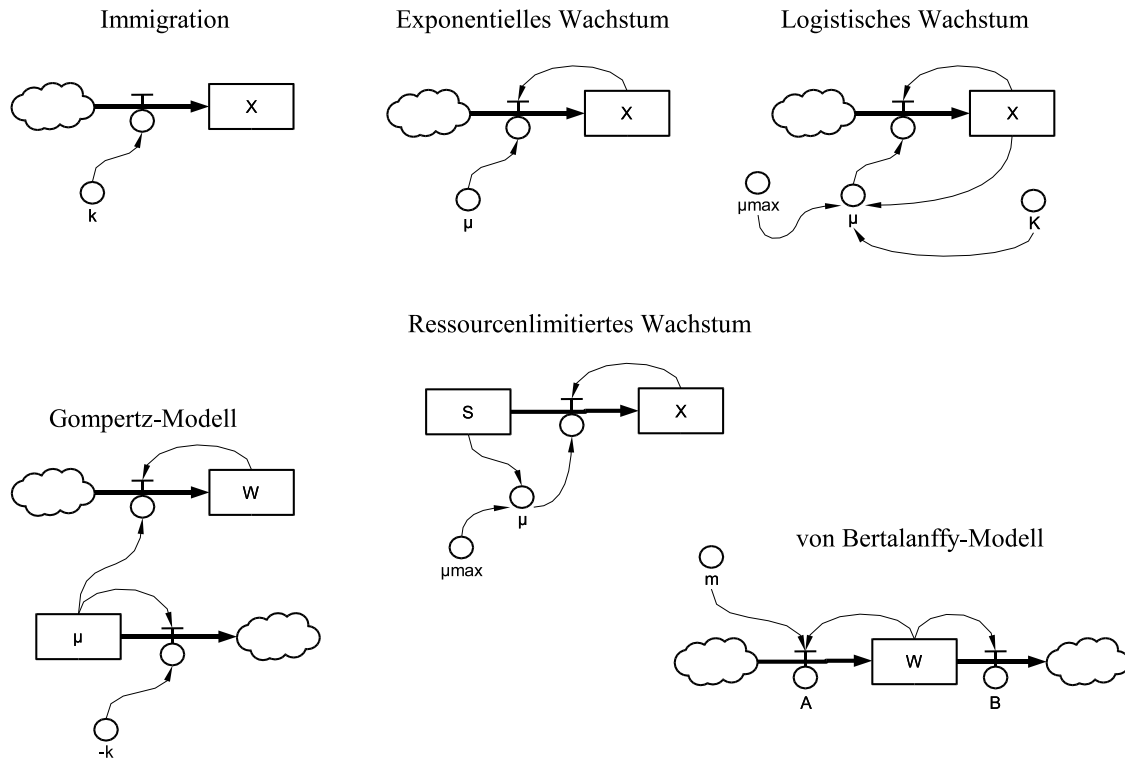 Immigration
X
k
Exponentielles Wachstum
X
µ
Logistisches Wachstum
X
µmax
µ
K
Ressourcenlimitiertes Wachstum
S
X
µ
µmax
Gompertz-Modell
W
µ
-k
von Bertalanffy-Modell
m
W
A
B